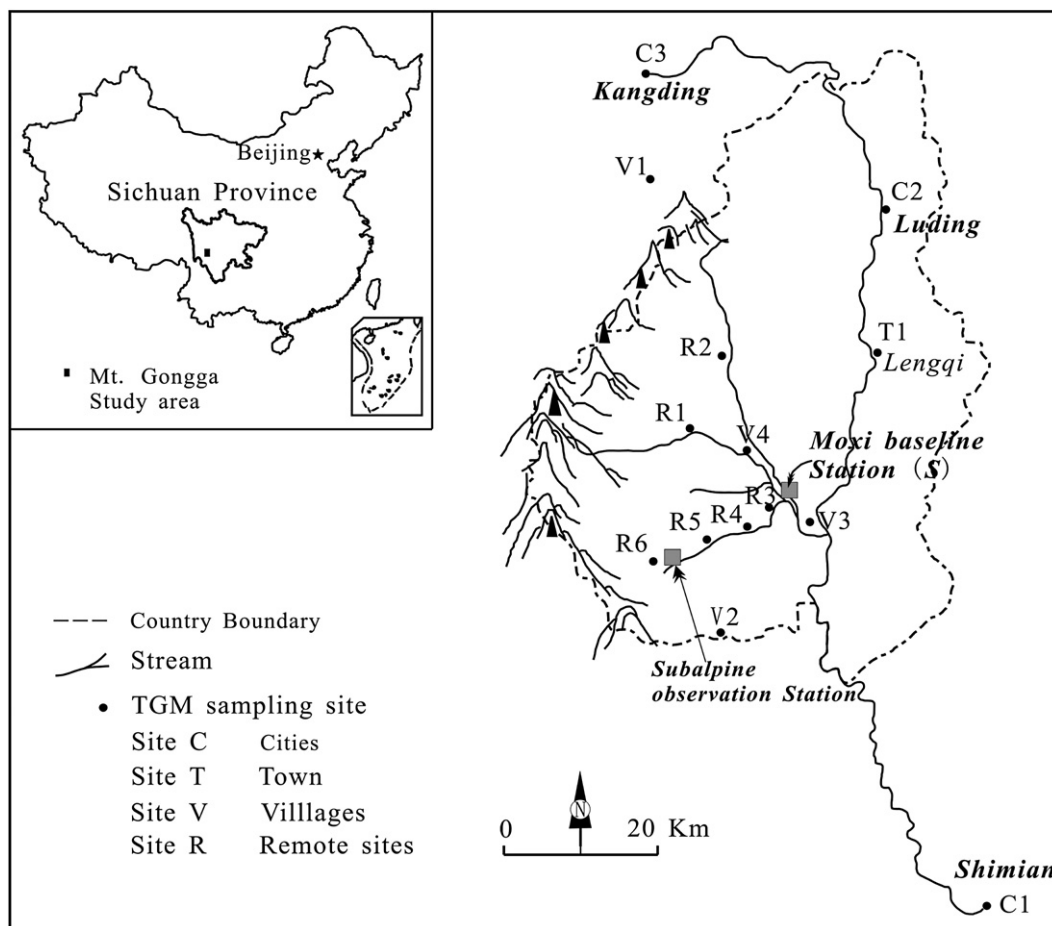 Beijing
Sichuan Province
Mt. Gongga
Study area
C3
Kangding
V1
C2
Luding
T1
Lengqi
R2
R1
V4
Moxi baseline
Station (S)
R3
R4
R5
V3
R6
V2
Subalpine
observation Station
Country Boundary
Stream
TGM sampling site
Site C Cities
Site T Town
Site V Villlages
Site R Remote sites
N
0 20 Km
Shimian
C1